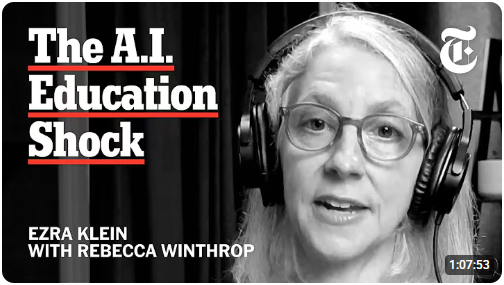 The A.I.
Education
Shock
EZRA KLEIN
WITH REBECCA WINTHROP
T
1:07:53